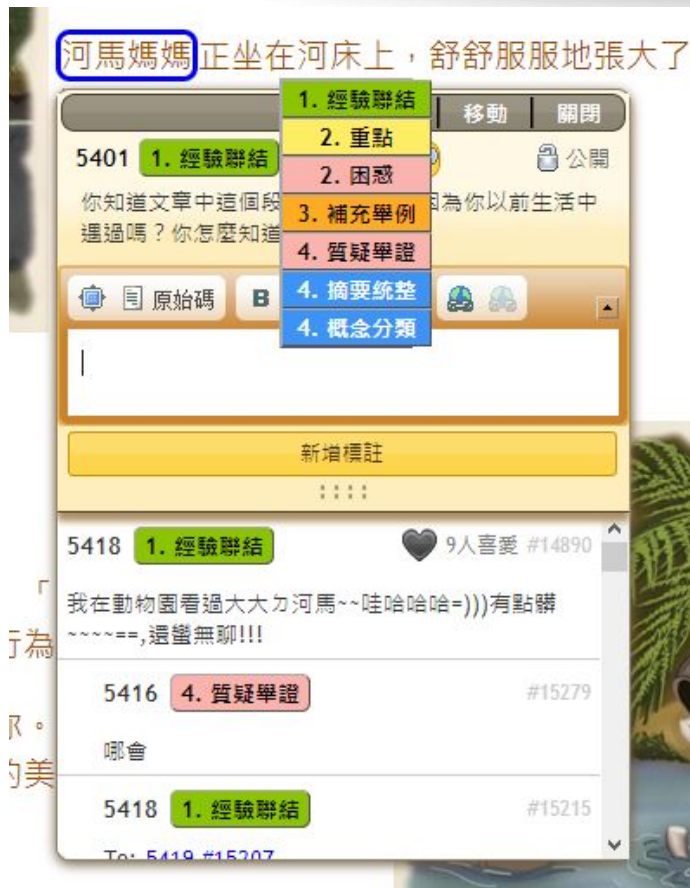 河馬媽媽正坐在河床上，舒舒服服地張大了
移動 關閉
1. 經驗聯結
2. 重點
2. 困惑
3. 補充舉例
4. 質疑舉證
4. 摘要統整
4. 概念分類
5401 1. 經驗聯結 公開
你知道文章中這個段 為你以前生活中
遇過嗎？你怎麼知道
原始碼 B
新增標註
5418 1. 經驗聯結 9人喜愛 #14890
我在動物園看過大大ㄉ河馬~~哇哈哈哈=)))有點髒
~~~~==,還蠻無聊!!!
「
行為
5416 4. 質疑舉證 #15279
你。
哪會
的美
5418 1. 經驗聯結 #15215
To: 5419 #15207